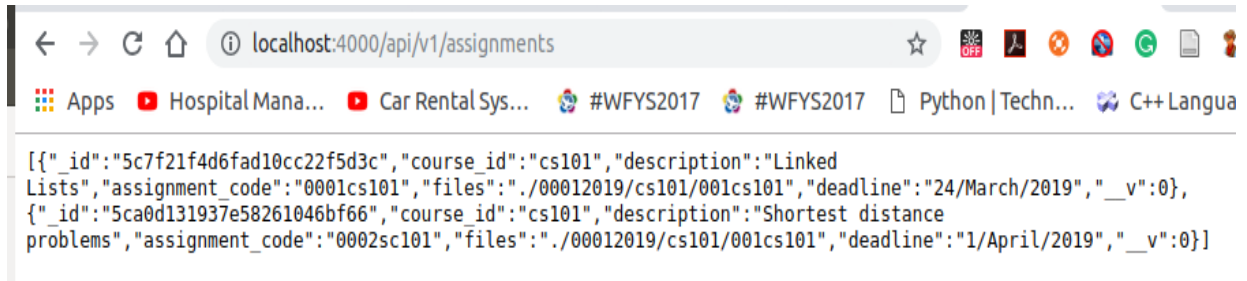 localhost:4000/api/v1/assignments
OFF
G
Apps Hospital Mana... Car Rental Sys... #WFYS2017 #WFYS2017 Python | Techn... C++ Langua
[{"_id":"5c7f21f4d6fad10cc22f5d3c","course_id":"cs101","description":"Linked
Lists","assignment_code":"0001cs101","files":"./00012019/cs101/001cs101","deadline":"24/March/2019","__v":0},
{"_id":"5ca0d131937e58261046bf66","course_id":"cs101","description":"Shortest distance
problems","assignment_code":"0002sc101","files":"./00012019/cs101/001cs101","deadline":"1/April/2019","__v":0}]